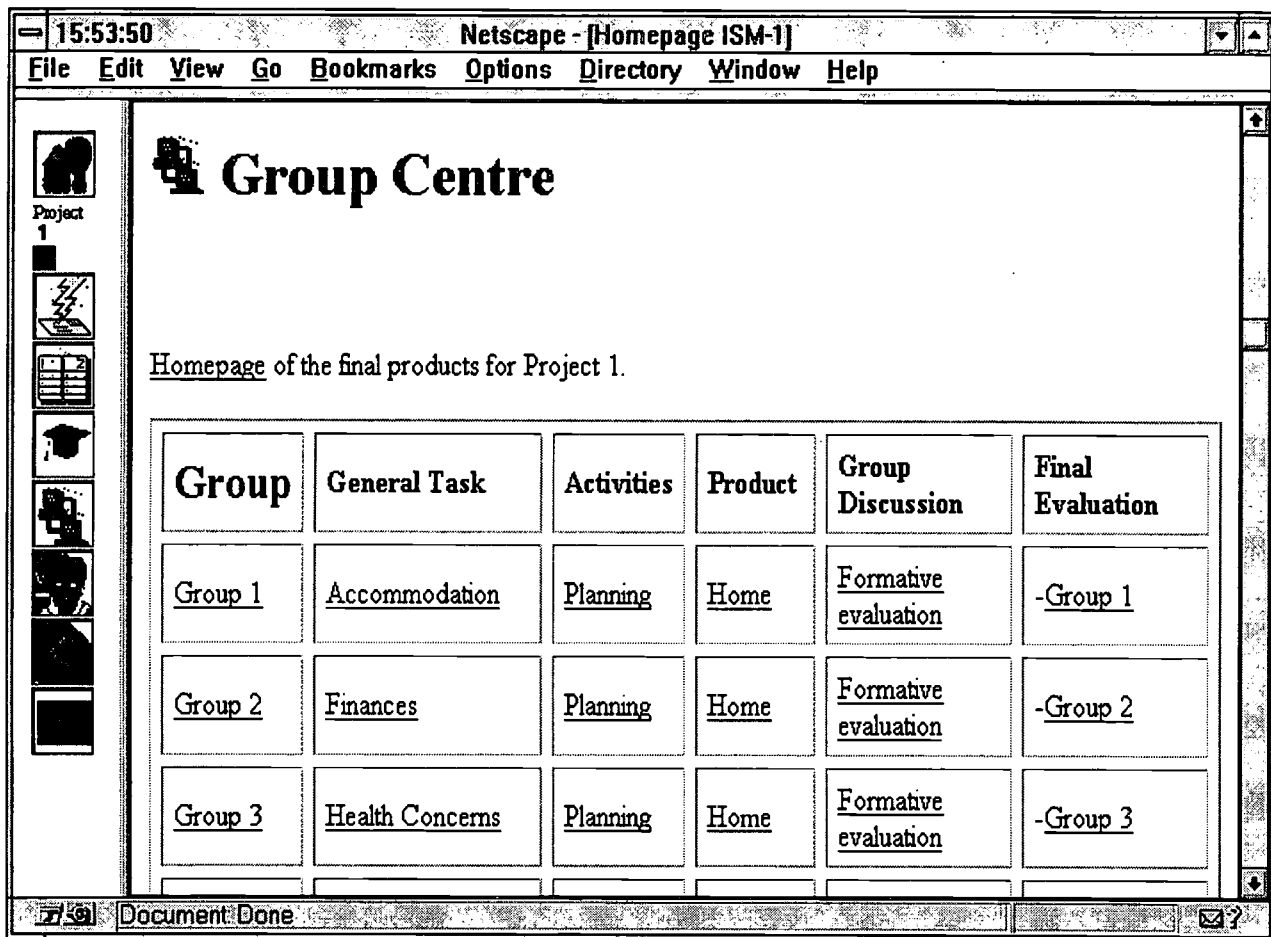 15:53:50 Netscape - [Homepage ISM-1]
File Edit View Go Bookmarks Options Directory Window Help
Group Centre
Project
1
1 2
Homepage of the final products for Project 1.
Group General Task Activities Product Group Discussion Final Evaluation
Group 1 Accommodation Planning Home Formative evaluation -Group 1
Group 2 Finances Planning Home Formative evaluation -Group 2
Group 3 Health Concerns Planning Home Formative evaluation -Group 3
Document: Done
?